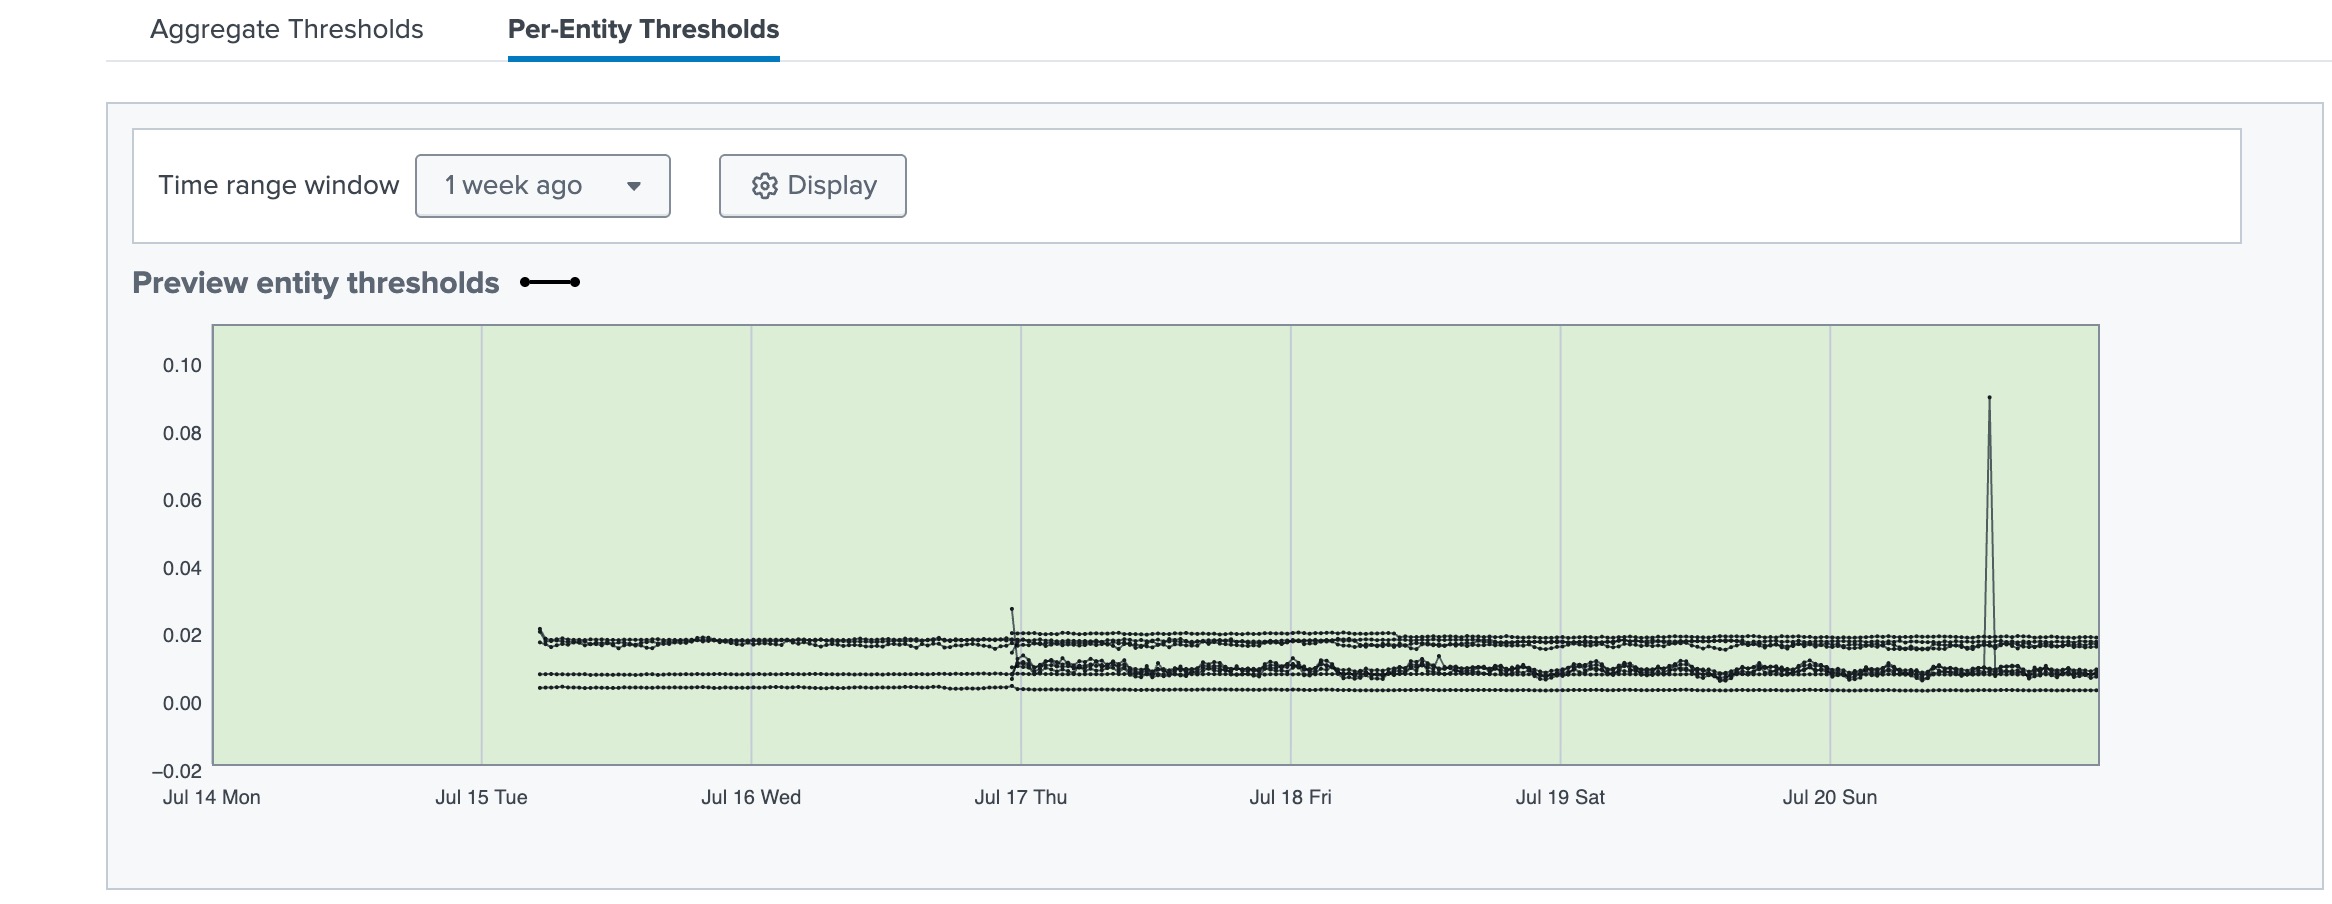 Aggregate Thresholds
Per-Entity Thresholds
Time range window
1 week ago
Display
Preview entity thresholds
0.10
0.08
0.06
0.04
0.02
0.00
−0.02
Jul 14 Mon
Jul 15 Tue
Jul 16 Wed
Jul 17 Thu
Jul 18 Fri
Jul 19 Sat
Jul 20 Sun